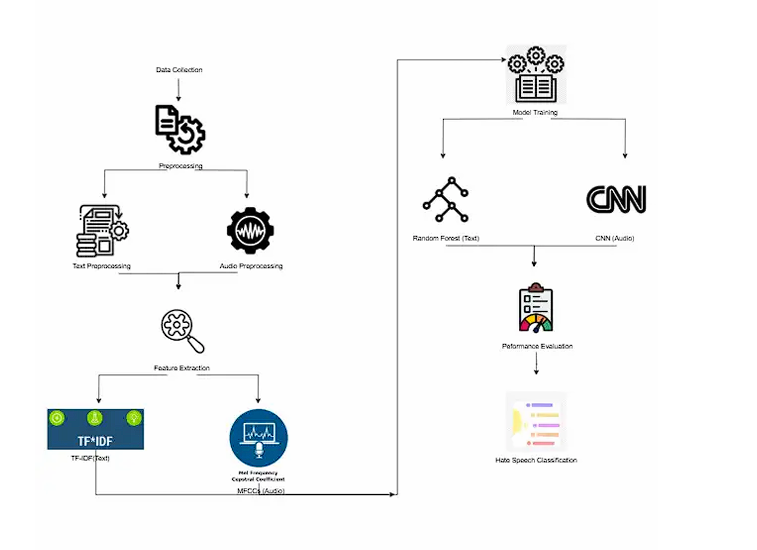 Data Collection
Preprocessing
Text Preprocessing
Audio Preprocessing
Feature Extraction
TF*IDF
TF-IDF(Text)
Mel Frequency
Cepstral Coefficient
MFCCs (Audio)
Model Training
Random Forest (Text)
CNN
CNN (Audio)
Peformance Evaluation
Hate Speech Classification